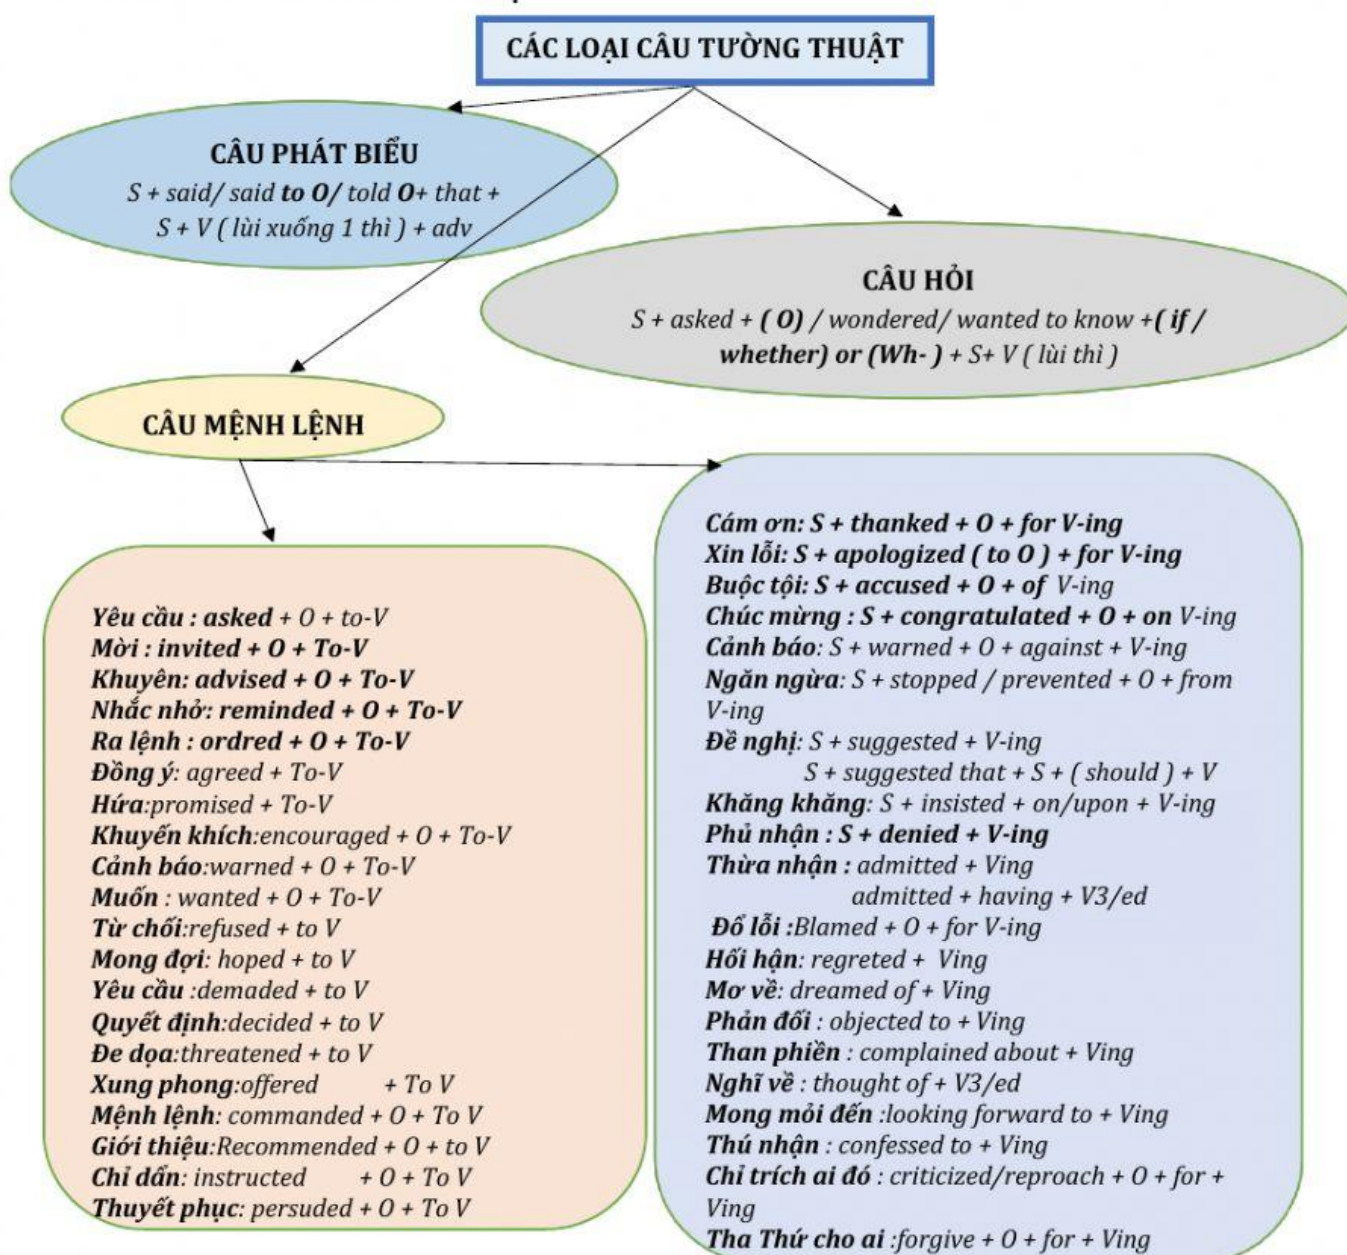 CÁC LOẠI CÂU TƯỜNG THUẬT
CÂU PHÁT BIỂU
S + said/ said to O/ told O+ that +
S + V ( lùi xuống 1 thì ) + adv
CÂU HỎI
S + asked + ( O) / wondered/ wanted to know +( if /
whether) or (Wh- ) + S+ V ( lùi thì )
CÂU MỆNH LỆNH
Yêu cầu : asked + O + to-V
Mời : invited + O + To-V
Khuyên: advised + O + To-V
Nhắc nhở: reminded + O + To-V
Ra lệnh : ordred + O + To-V
Đồng ý: agreed + To-V
Hứa:promised + To-V
Khuyến khích:encouraged + O + To-V
Cảnh báo:warned + O + To-V
Muốn : wanted + O + To-V
Từ chối:refused + to V
Mong đợi: hoped + to V
Yêu cầu :demaded + to V
Quyết định:decided + to V
Đe dọa:threatened + to V
Xung phong:offered + To V
Mệnh lệnh: commanded + O + To V
Giới thiệu:Recommended + O + to V
Chỉ dẩn: instructed + O + To V
Thuyết phục: persuded + O + To V
Cám ơn: S + thanked + O + for V-ing
Xin lỗi: S + apologized ( to O ) + for V-ing
Buộc tội: S + accused + O + of V-ing
Chúc mừng : S + congratulated + O + on V-ing
Cảnh báo: S + warned + O + against + V-ing
Ngăn ngừa: S + stopped / prevented + O + from
V-ing
Đề nghị: S + suggested + V-ing
S + suggested that + S + ( should ) + V
Khăng khăng: S + insisted + on/upon + V-ing
Phủ nhận : S + denied + V-ing
Thừa nhận : admitted + Ving
admitted + having + V3/ed
Đổ lỗi :Blamed + O + for V-ing
Hối hận: regreted + Ving
Mơ về: dreamed of + Ving
Phản đối : objected to + Ving
Than phiền : complained about + Ving
Nghĩ về : thought of + V3/ed
Mong mỏi đến :looking forward to + Ving
Thú nhận : confessed to + Ving
Chỉ trích ai đó : criticized/reproach + O + for +
Ving
Tha Thứ cho ai :forgive + O + for + Ving